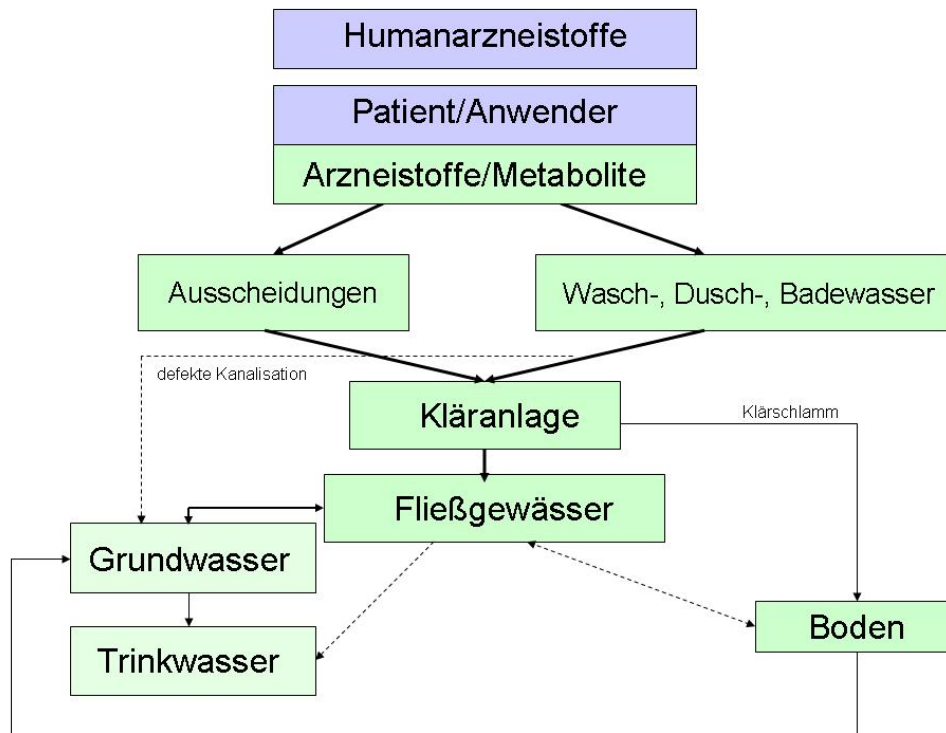 Humanarzneistoffe
Patient/Anwender
Arzneistoffe/Metabolite
Ausscheidungen
Wasch-, Dusch-, Badewasser
defekte Kanalisation
Kläranlage
Klärschlamm
Fließgewässer
Grundwasser
Boden
Trinkwasser